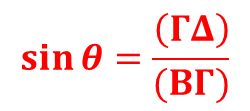 sin θ = (ΓΔ)/(ΒΓ)